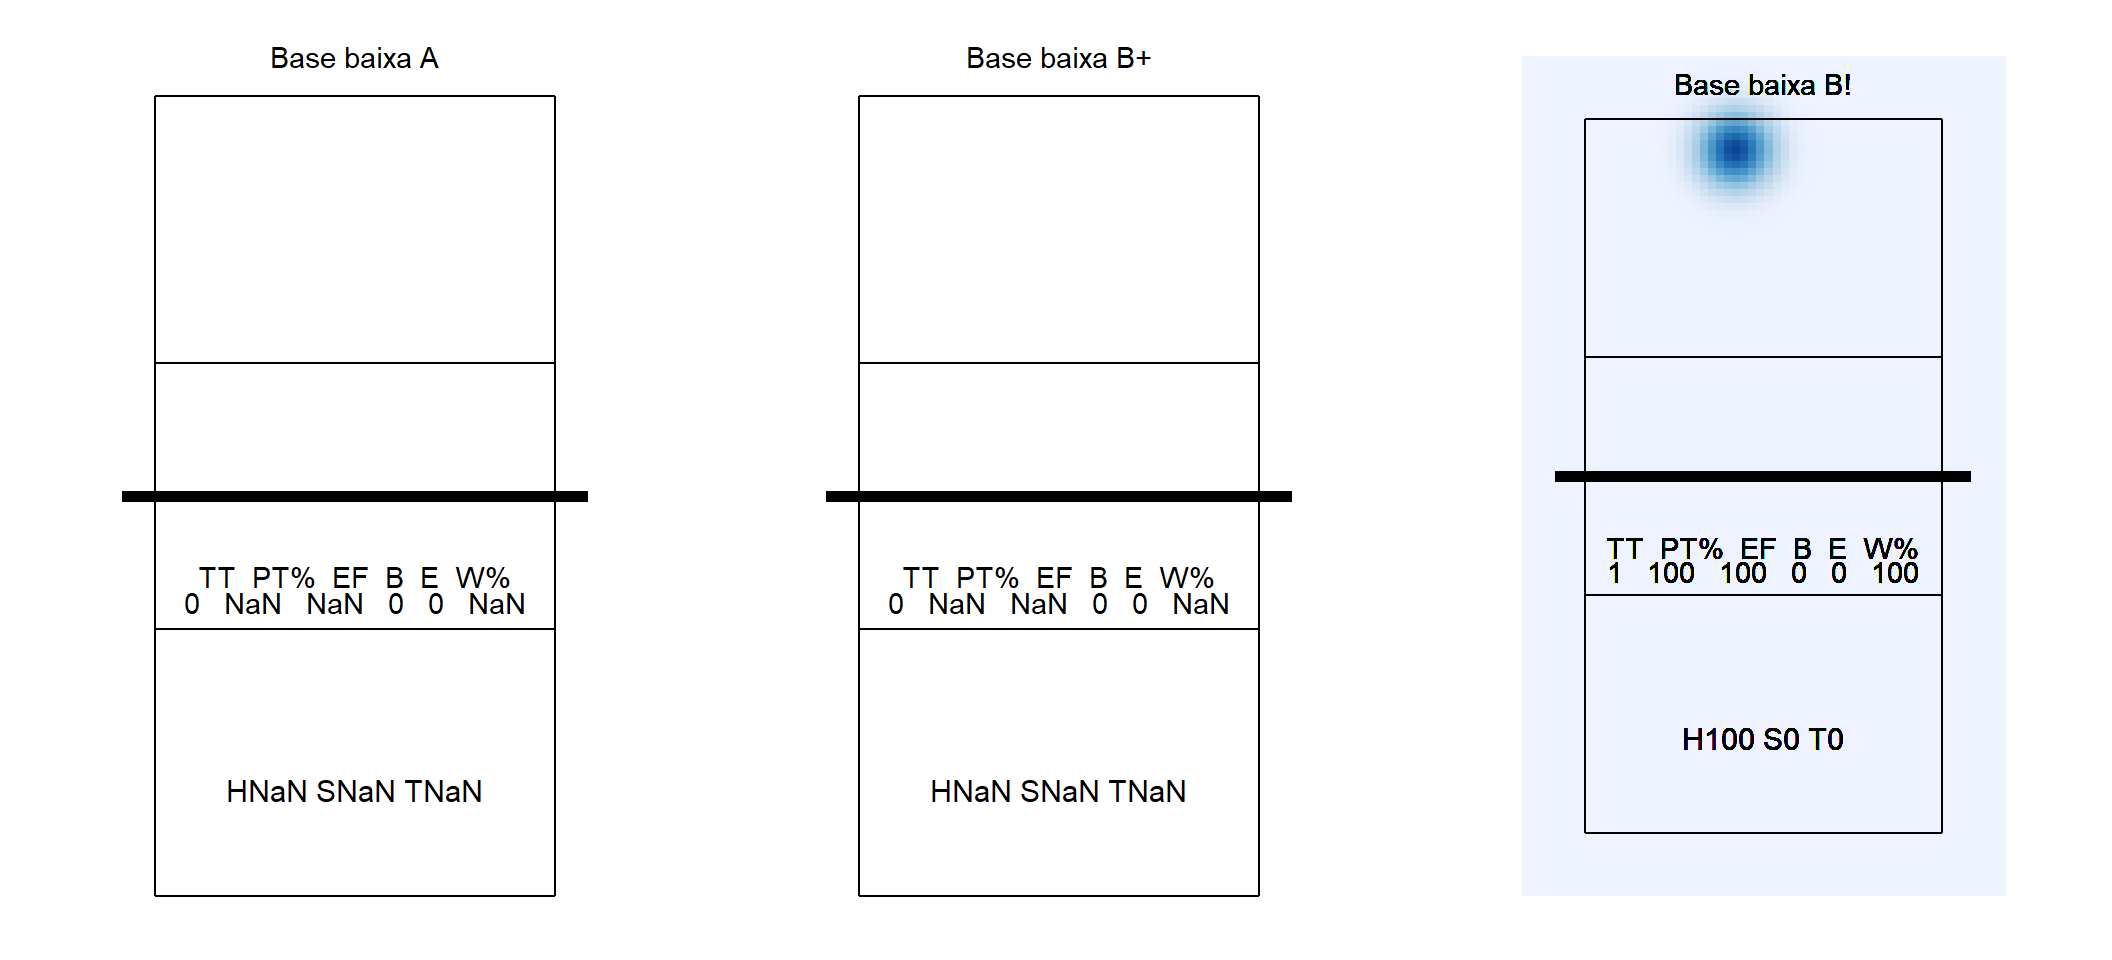 Base baixa A
TT PT% EF B E W%
0 NaN NaN 0 0 NaN
HNaN SNaN TNaN
Base baixa B+
TT PT% EF B E W%
0 NaN NaN 0 0 NaN
HNaN SNaN TNaN
Base baixa B!
TT PT% EF B E W%
1 100 100 0 0 100
H100 S0 T0